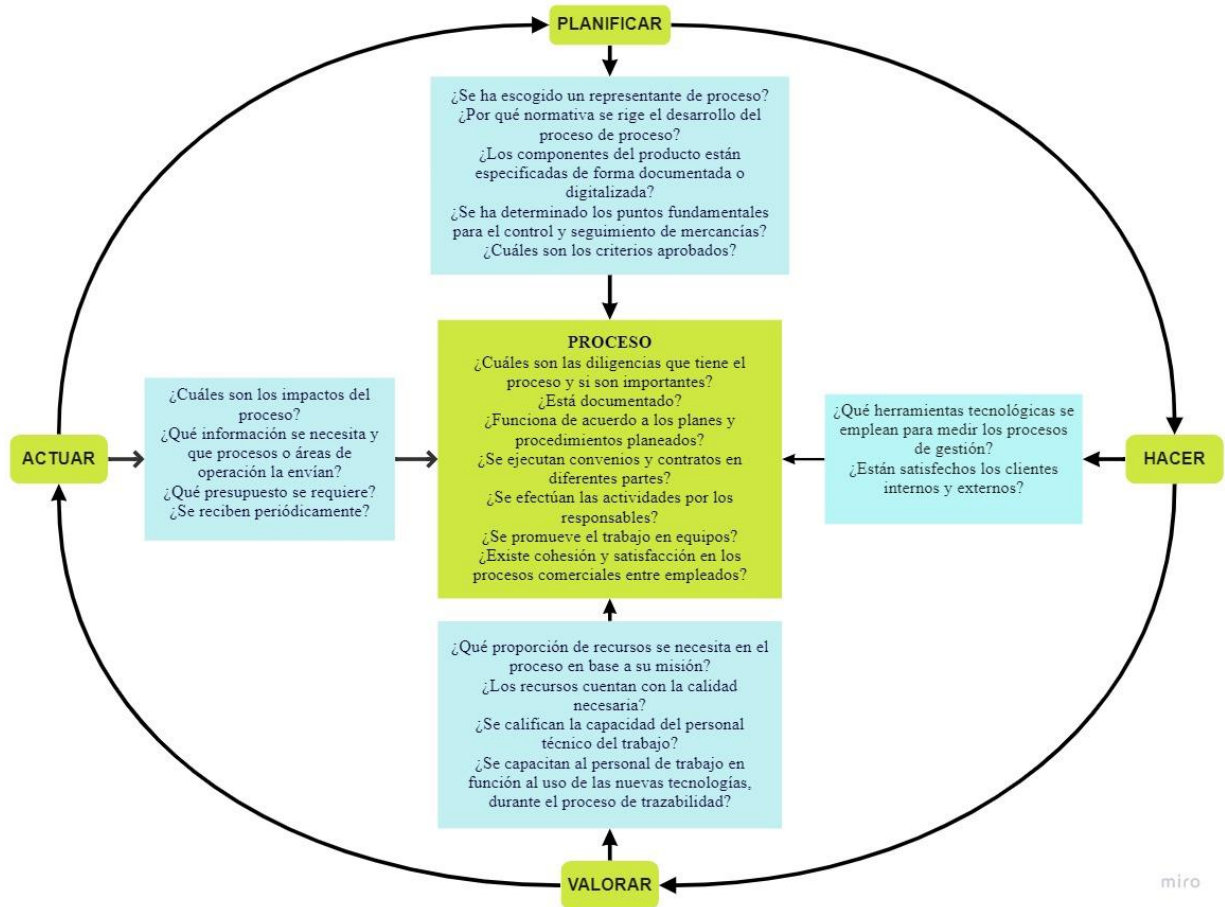 PLANIFICAR
¿Se ha escogido un representante de proceso?
¿Por qué normativa se rige el desarrollo del
proceso de proceso?
¿Los componentes del producto están
especificadas de forma documentada o
digitalizada?
¿Se ha determinado los puntos fundamentales
para el control y seguimiento de mercancías?
¿Cuáles son los criterios aprobados?
ACTUAR
¿Cuáles son los impactos del
proceso?
¿Qué información se necesita y
que procesos o áreas de
operación la envían?
¿Qué presupuesto se requiere?
¿Se reciben periódicamente?
PROCESO
¿Cuáles son las diligencias que tiene el
proceso y si son importantes?
¿Está documentado?
¿Funciona de acuerdo a los planes y
procedimientos planeados?
¿Se ejecutan convenios y contratos en
diferentes partes?
¿Se efectúan las actividades por los
responsables?
¿Se promueve el trabajo en equipos?
¿Existe cohesión y satisfacción en los
procesos comerciales entre empleados?
¿Qué herramientas tecnológicas se
emplean para medir los procesos
de gestión?
¿Están satisfechos los clientes
internos y externos?
HACER
¿Qué proporción de recursos se necesita en el
proceso en base a su misión?
¿Los recursos cuentan con la calidad
necesaria?
¿Se califican la capacidad del personal
técnico del trabajo?
¿Se capacitan al personal de trabajo en
función al uso de las nuevas tecnologías,
durante el proceso de trazabilidad?
VALORAR
miro